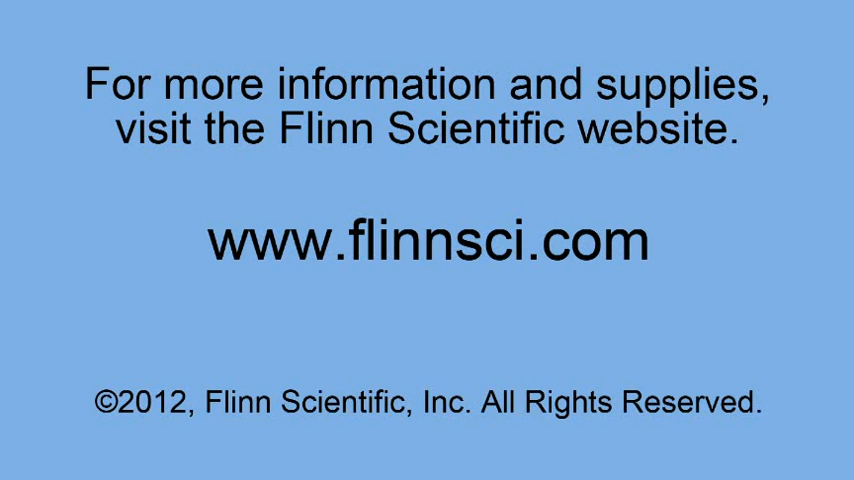 For more information and supplies,
visit the Flinn Scientific website.
www.flinnsci.com
©2012, Flinn Scientific, Inc. All Rights Reserved.